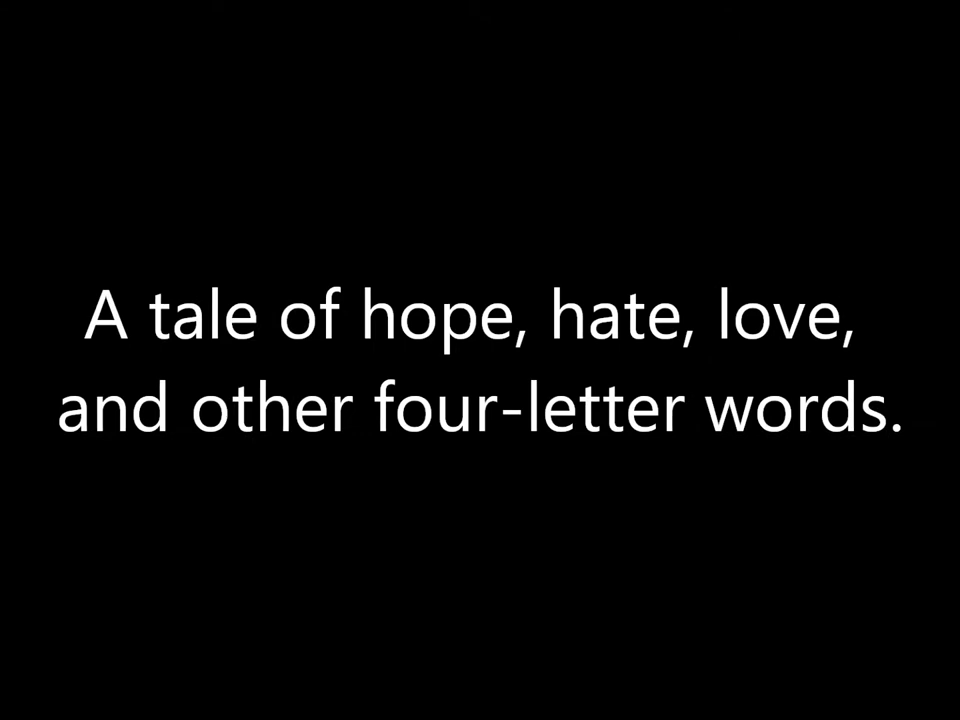 A tale of hope, hate, love,
and other four-letter words.